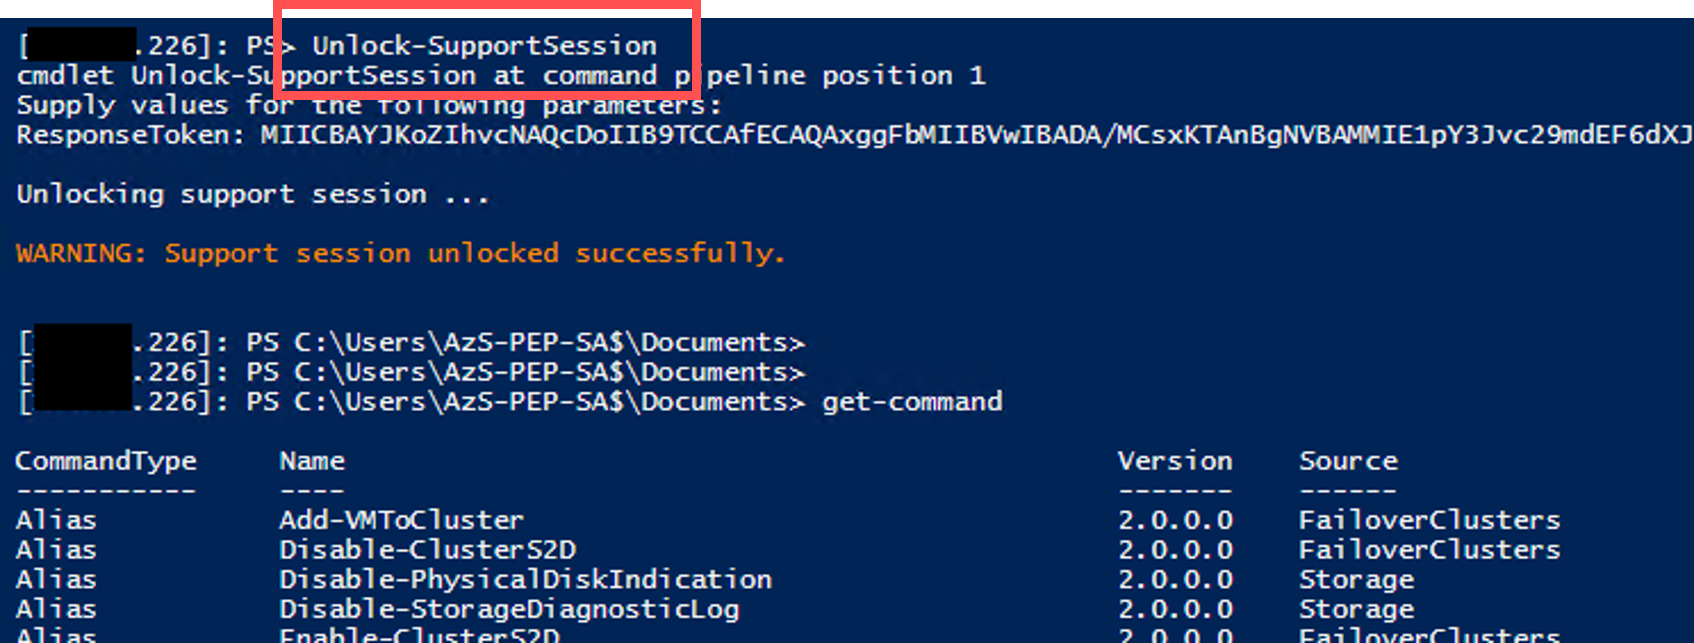 [.226]: PS> Unlock-SupportSession
cmdlet Unlock-SupportSession at command pipeline position 1
Supply values for the following parameters:
ResponseToken: MIICBAYJKoZIhvcNAQcDoIIB9TCCAfECAQAxggFbMIIBVwIBADA/MCsxKTAnBgNVBAMMIE1pY3Jvc29mdEF6dXJ
Unlocking support session ...
WARNING: Support session unlocked successfully.
[.226]: PS C:\Users\AzS-PEP-SA$\Documents>
[.226]: PS C:\Users\AzS-PEP-SA$\Documents>
[.226]: PS C:\Users\AzS-PEP-SA$\Documents> get-command
CommandType Name Version Source
----------- ---- ------- ------
Alias Add-VMToCluster 2.0.0.0 FailoverClusters
Alias Disable-ClusterS2D 2.0.0.0 FailoverClusters
Alias Disable-PhysicalDiskIndication 2.0.0.0 Storage
Alias Disable-StorageDiagnosticLog 2.0.0.0 Storage
Alias Enable-ClusterS2D 2.0.0.0 FailoverClusters